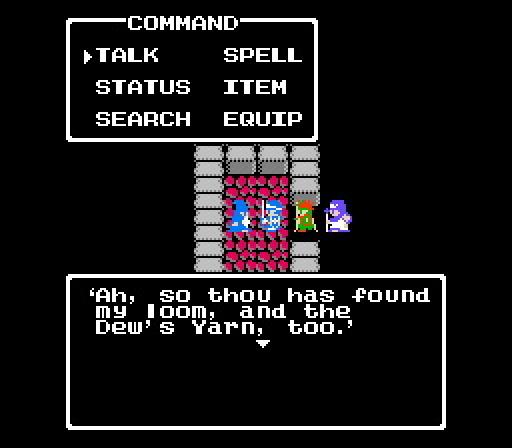 COMMAND
TALK SPELL
STATUS ITEM
SEARCH EQUIP
‘Ah, so thou has found
my loom, and the
Dew's Yarn, too.’